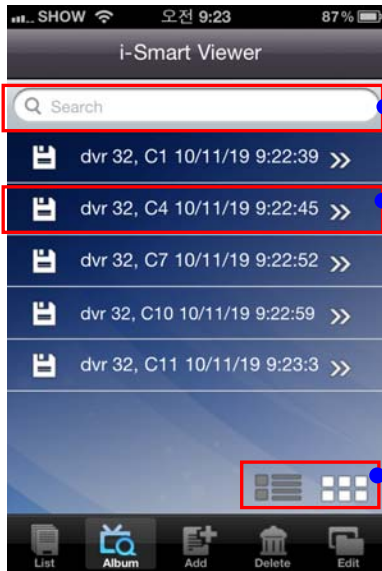 SHOW 오전 9:23 87%
i-Smart Viewer
Search
dvr 32, C1 10/11/19 9:22:39
dvr 32, C4 10/11/19 9:22:45
dvr 32, C7 10/11/19 9:22:52
dvr 32, C10 10/11/19 9:22:59
dvr 32, C11 10/11/19 9:23:3
List Album Add Delete Edit